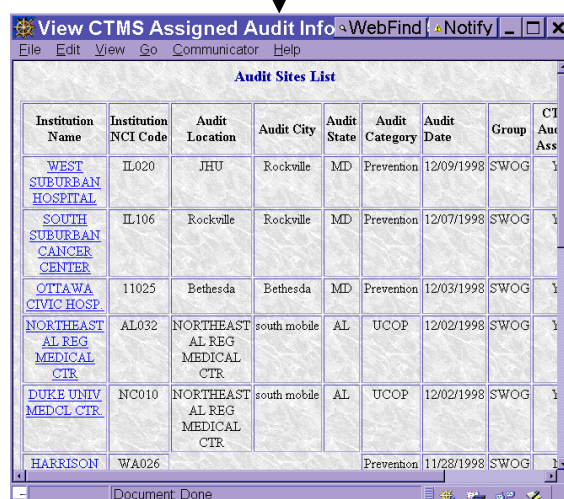 View CTMS Assigned Audit Info WebFind Notify
File Edit View Go Communicator Help
Audit Sites List
Institution Name Institution NCI Code Audit Location Audit City Audit State Audit Category Audit Date Group
WEST SUBURBAN HOSPITAL IL020 JHU Rockville MD Prevention 12/09/1998 SWOG
SOUTH SUBURBAN CANCER CENTER IL106 Rockville Rockville MD Prevention 12/07/1998 SWOG
OTTAWA CIVIC HOSP. 11025 Bethesda Bethesda MD Prevention 12/03/1998 SWOG
NORTHEAST AL REG MEDICAL CTR AL032 NORTHEAST AL REG MEDICAL CTR south mobile AL UCOP 12/02/1998 SWOG
DUKE UNIV MEDCL CTR. NC010 NORTHEAST AL REG MEDICAL CTR south mobile AL UCOP 12/02/1998 SWOG
HARRISON WA026 Prevention 11/28/1998 SWOG
Document: Done